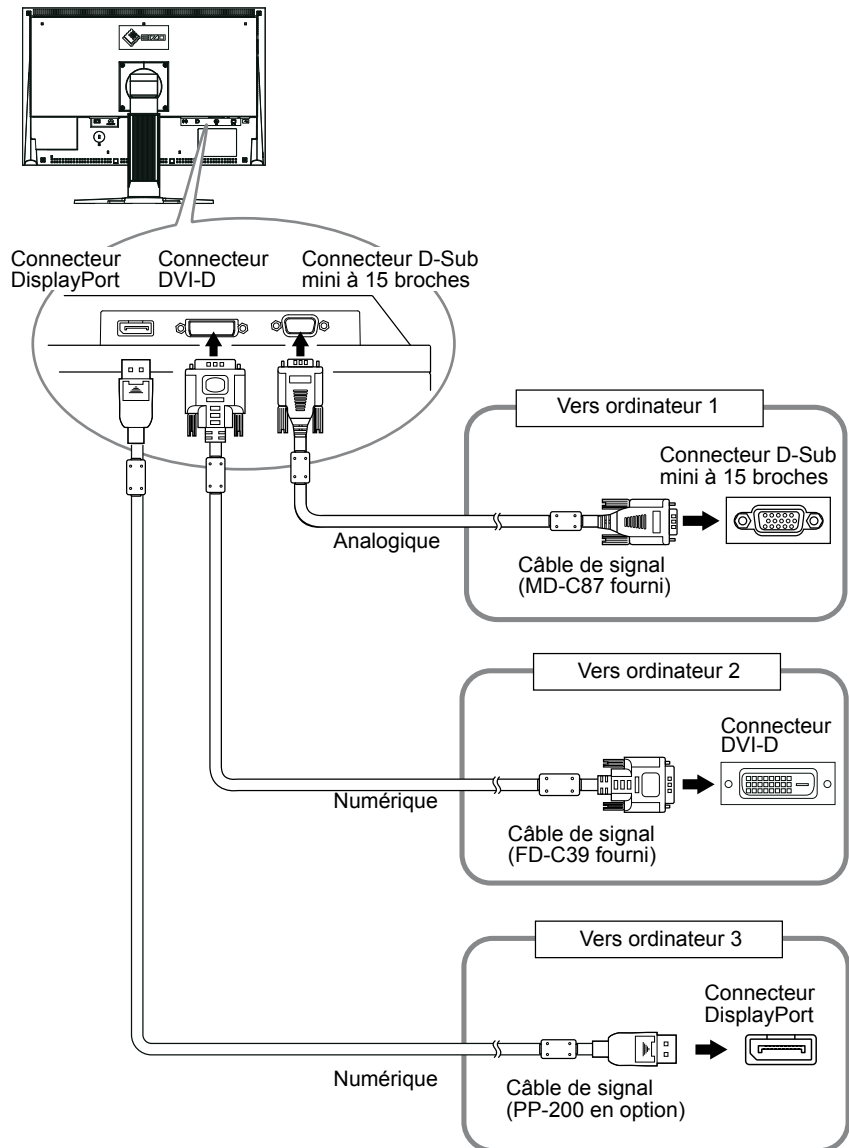 EIZO
Connecteur
DisplayPort
Connecteur
DVI-D
Connecteur D-Sub
mini à 15 broches
Vers ordinateur 1
Connecteur D-Sub
mini à 15 broches
Analogique
Câble de signal
(MD-C87 fourni)
Vers ordinateur 2
Connecteur
DVI-D
Numérique
Câble de signal
(FD-C39 fourni)
Vers ordinateur 3
Connecteur
DisplayPort
Numérique
Câble de signal
(PP-200 en option)